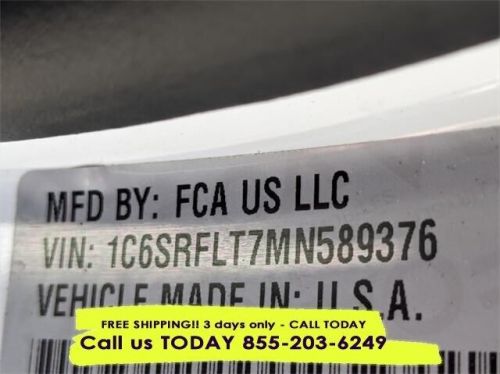 MFD BY: FCA US LLC
VIN: 1C6SRFLT7MN589376
VEHICLE MADE IN: U.S.A.
FREE SHIPPING!! 3 days only - CALL TODAY
Call us TODAY 855-203-6249